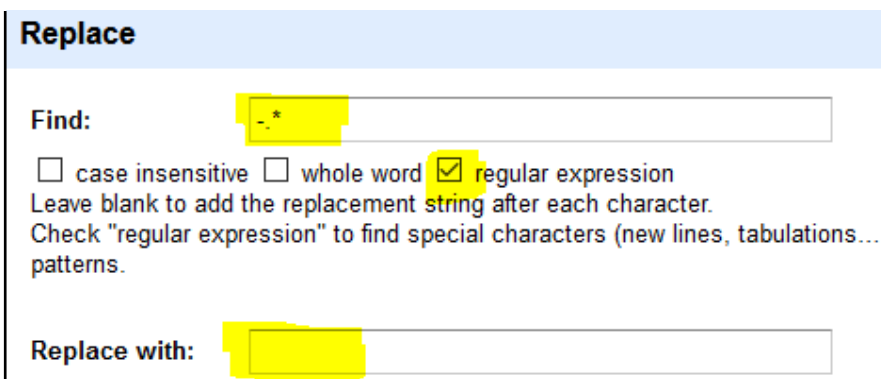 Replace
Find: -.*
case insensitive whole word regular expression
Leave blank to add the replacement string after each character.
Check "regular expression" to find special characters (new lines, tabulations...
patterns.
Replace with: